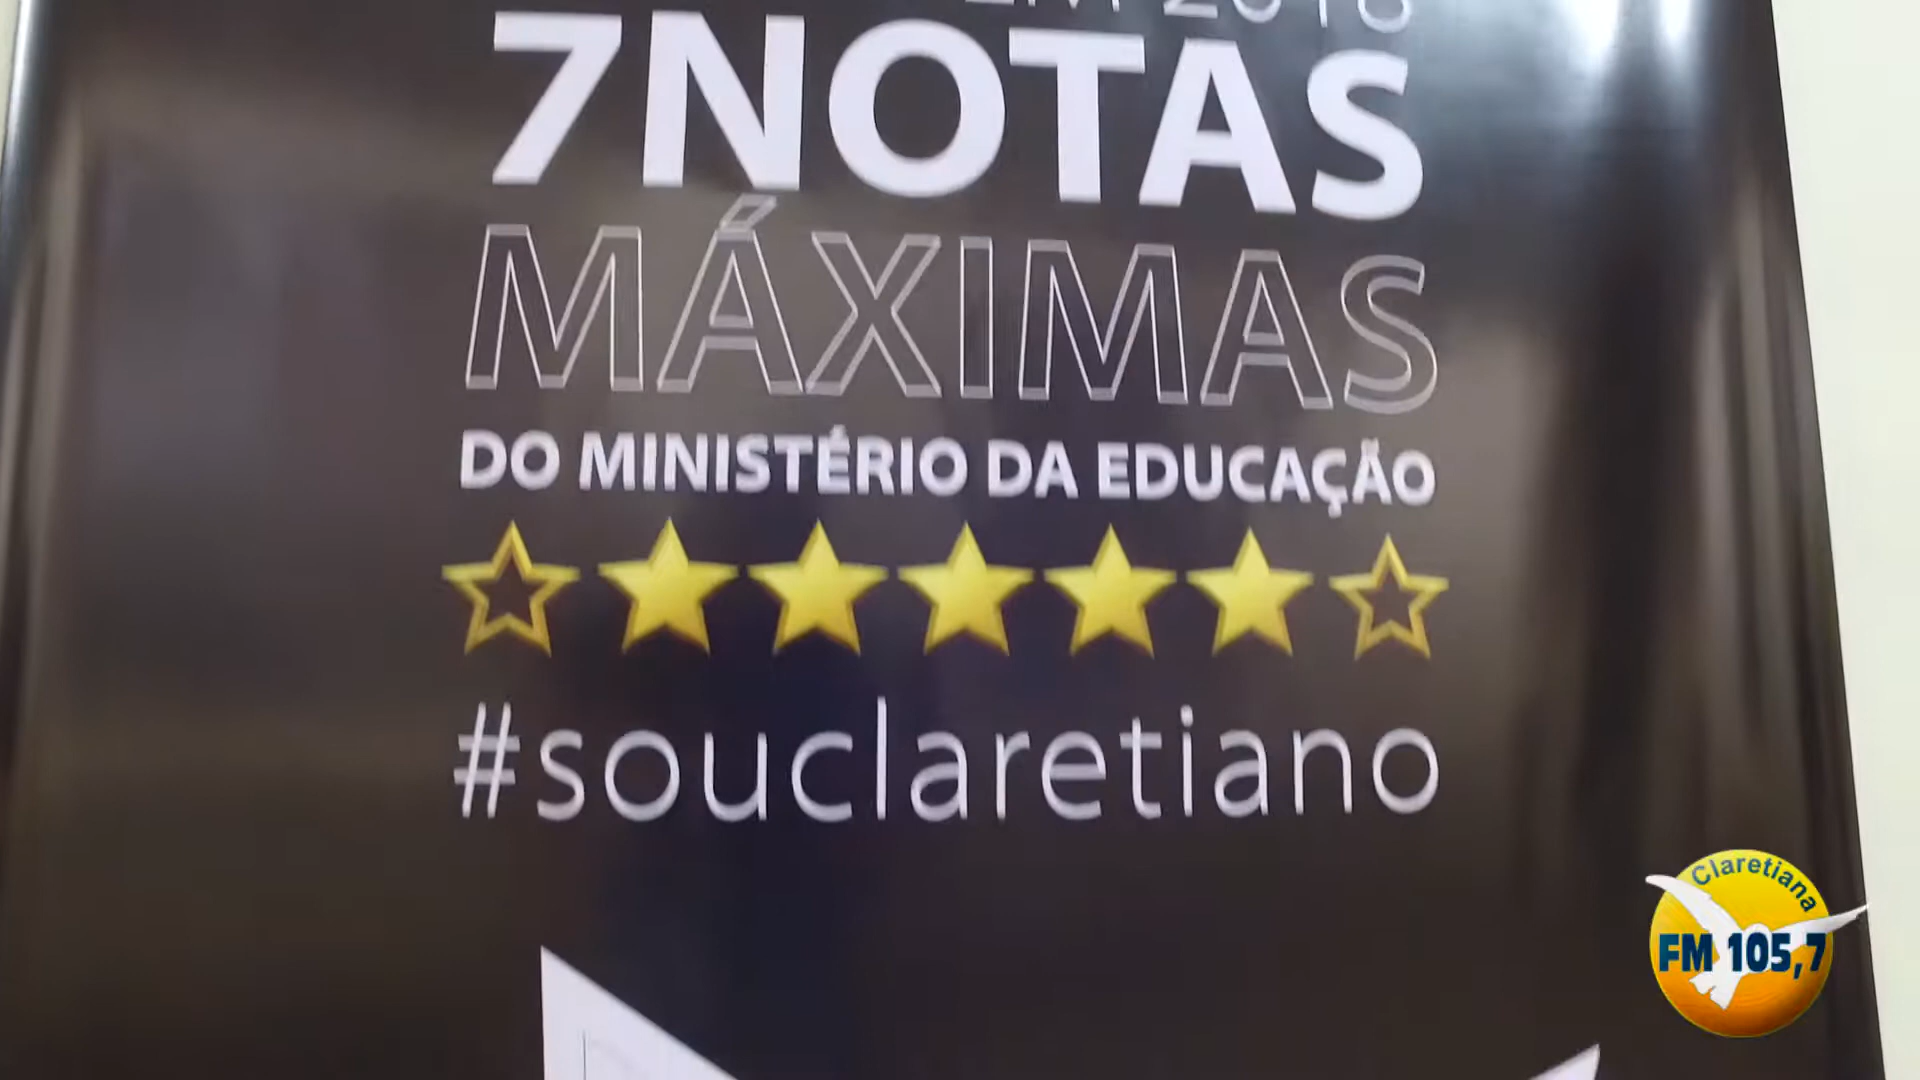 7NOTAS
MÁXIMAS
DO MINISTÉRIO DA EDUCAÇÃO
#souclaretiano
Claretiana
FM 105,7